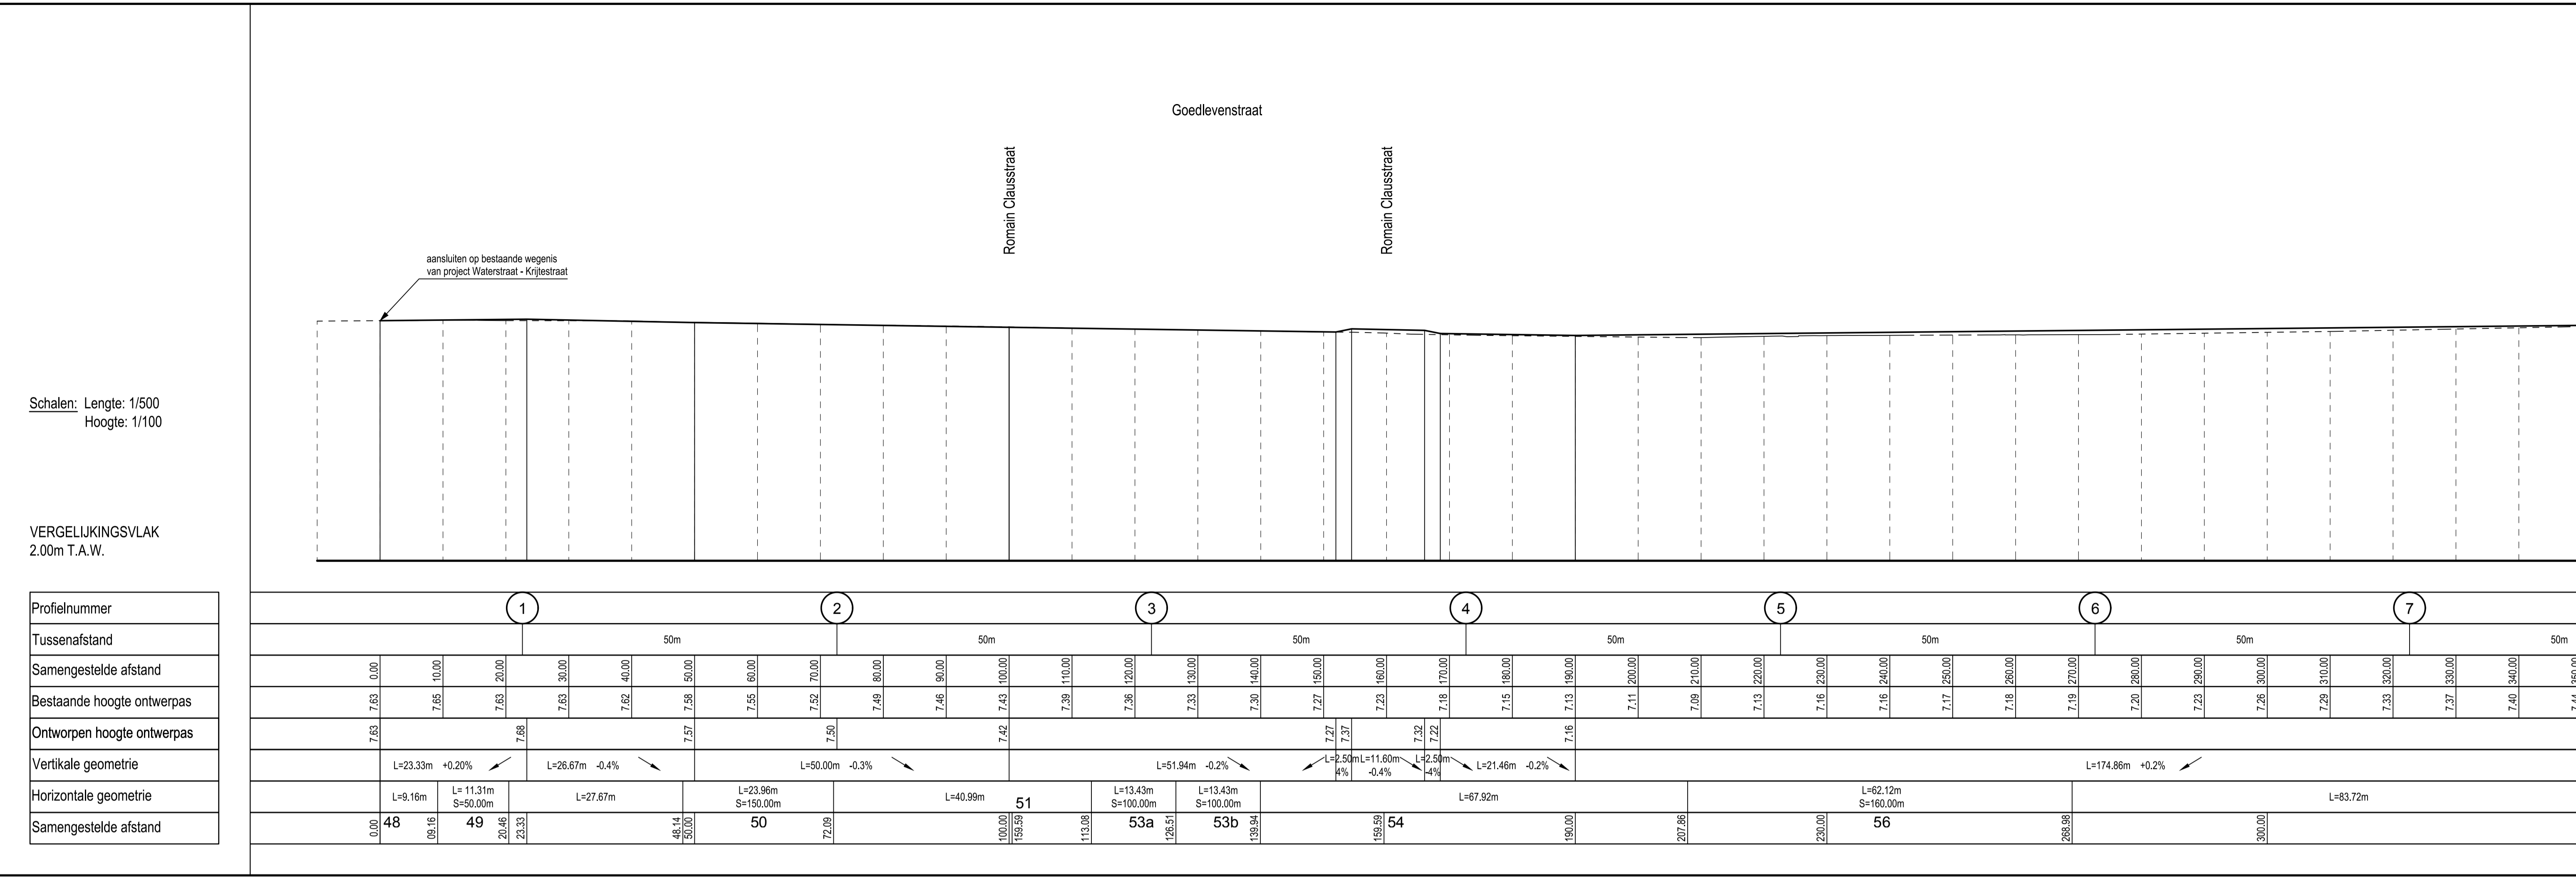 Goedlevenstraat
Romain Clausstraat
Romain Clausstraat
aansluiten op bestaande wegenis
van project Waterstraat - Krijtestraat
Schalen: Lengte: 1/500
Hoogte: 1/100
VERGELIJKINGSVLAK
2.00m T.A.W.
Profielnummer 1 2 3 4 5 6 7
Tussenafstand 50m 50m 50m 50m 50m 50m 50m
Samengestelde afstand 0.00 10.00 20.00 30.00 40.00 50.00 60.00 70.00 80.00 90.00 100.00 110.00 120.00 130.00 140.00 150.00 160.00 170.00 180.00 190.00 200.00 210.00 220.00 230.00 240.00 250.00 260.00 270.00 280.00 290.00 300.00 310.00 320.00 330.00 340.00 350.00
Bestaande hoogte ontwerpas 7.63 7.65 7.63 7.63 7.62 7.58 7.55 7.52 7.49 7.46 7.43 7.39 7.36 7.33 7.30 7.27 7.23 7.18 7.15 7.13 7.11 7.09 7.13 7.16 7.16 7.17 7.18 7.19 7.20 7.23 7.26 7.29 7.33 7.37 7.40
Ontworpen hoogte ontwerpas 7.63 7.68 7.57 7.50 7.42 7.27 7.37 7.32 7.22 7.16
Vertikale geometrie L=23.33m +0.20% L=26.67m -0.4% L=50.00m -0.3% L=51.94m -0.2% L=2.50m 4% L=11.60m -0.4% L=2.50m -4% L=21.46m -0.2% L=174.86m +0.2%
Horizontale geometrie L=9.16m L= 11.31m S=50.00m L=27.67m L=23.96m S=150.00m L=40.99m 51 L=13.43m S=100.00m L=13.43m S=100.00m L=67.92m L=62.12m S=160.00m L=83.72m
Samengestelde afstand 0.00 48 09.16 49 20.46 23.33 48.14 50.00 50 72.09 100.00 159.59 113.08 53a 126.51 53b 139.94 159.59 54 190.00 207.86 230.00 56 268.98 300.00